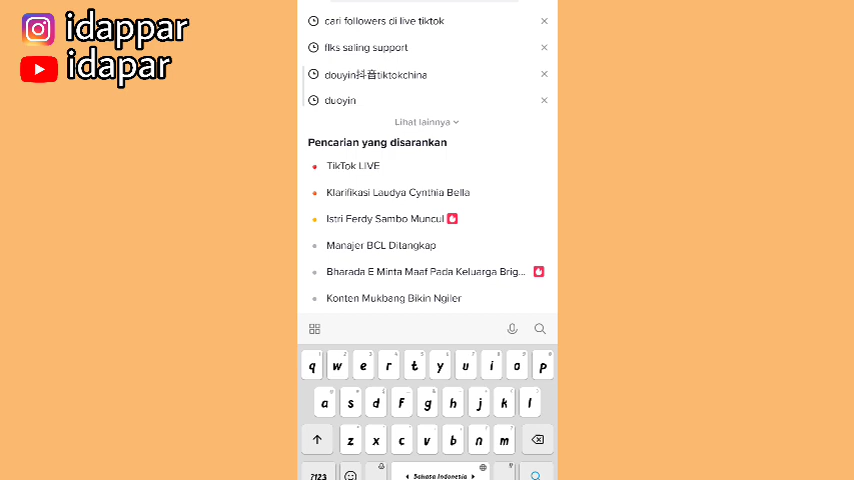 idappar
idapar
cari followers di live tiktok
flks saling support
douyin抖音tiktokchina
duoyin
Lihat lainnya
Pencarian yang disarankan
TikTok LIVE
Klarifikasi Laudya Cynthia Bella
Istri Ferdy Sambo Muncul
Manajer BCL Ditangkap
Bharada E Minta Maaf Pada Keluarga Brig...
Konten Mukbang Bikin Ngiler
q w e r t y u i o p
a s d f g h j k l
z x c v b n m
?123 Bahasa Indonesia